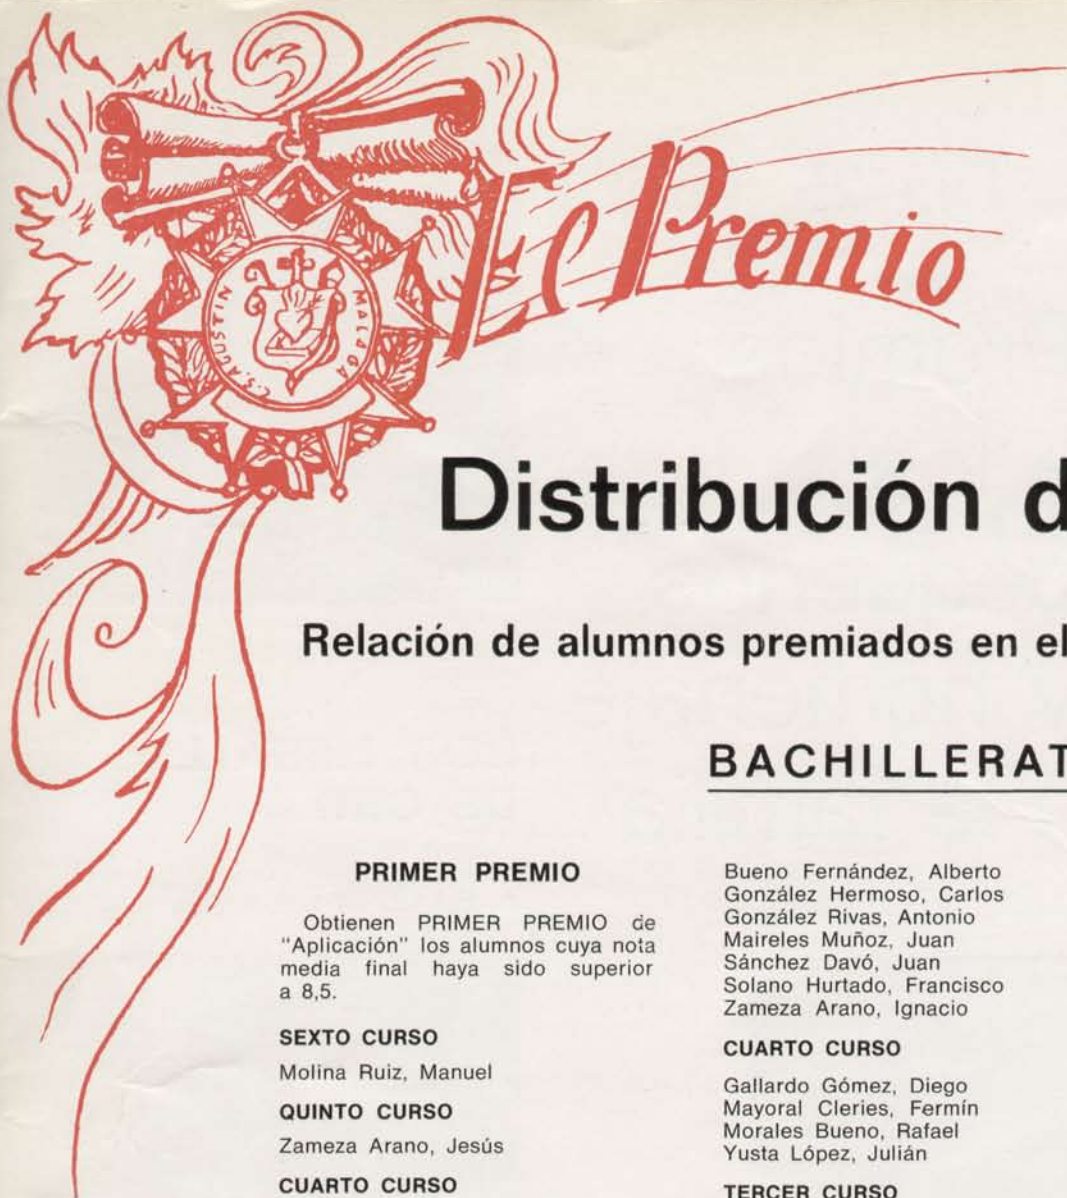 El Premio
C. S. AGUSTIN
MALAGA
Distribución d
Relación de alumnos premiados en el
BACHILLERAT
PRIMER PREMIO
Obtienen PRIMER PREMIO de
"Aplicación" los alumnos cuya nota
media final haya sido superior
a 8,5.
SEXTO CURSO
Molina Ruiz, Manuel
QUINTO CURSO
Zameza Arano, Jesús
CUARTO CURSO
Bueno Fernández, Alberto
González Hermoso, Carlos
González Rivas, Antonio
Maireles Muñoz, Juan
Sánchez Davó, Juan
Solano Hurtado, Francisco
Zameza Arano, Ignacio
CUARTO CURSO
Gallardo Gómez, Diego
Mayoral Cleries, Fermín
Morales Bueno, Rafael
Yusta López, Julián
TERCER CURSO